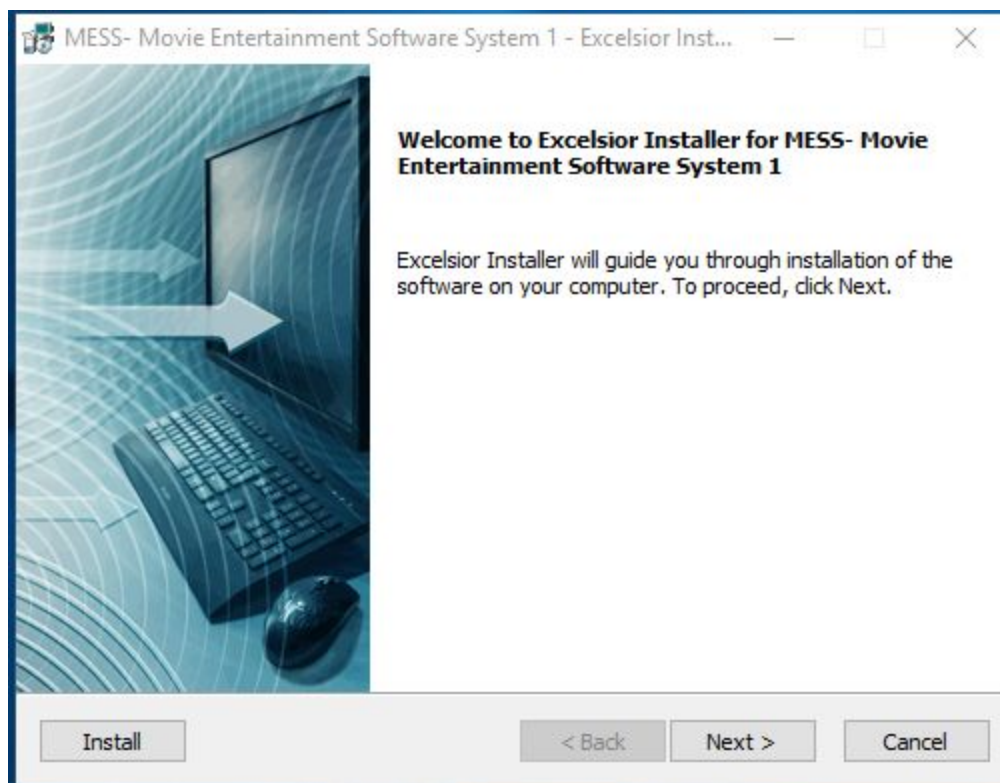 MESS- Movie Entertainment Software System 1 - Excelsior Inst...
Welcome to Excelsior Installer for MESS- Movie
Entertainment Software System 1
Excelsior Installer will guide you through installation of the
software on your computer. To proceed, click Next.
Install
< Back
Next >
Cancel